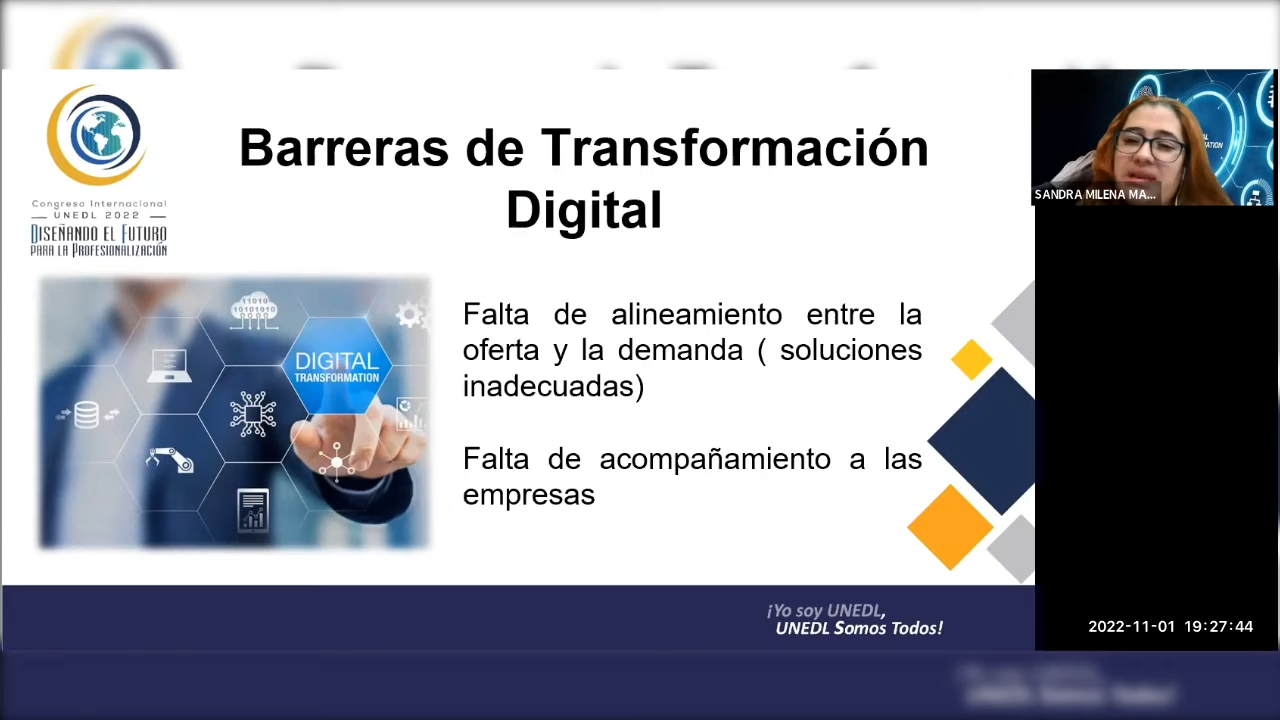 Barreras de Transformación
Digital
Congreso Internacional
UNEDL 2022
DISEÑANDO EL FUTURO
PARA LA PROFESIONALIZACIÓN
11010
10101010
DIGITAL
TRANSFORMATION
Falta de alineamiento entre la
oferta y la demanda ( soluciones
inadecuadas)
Falta de acompañamiento a las
empresas
¡Yo soy UNEDL,
UNEDL Somos Todos!
SANDRA MILENA MA...
2022-11-01 19:27:44